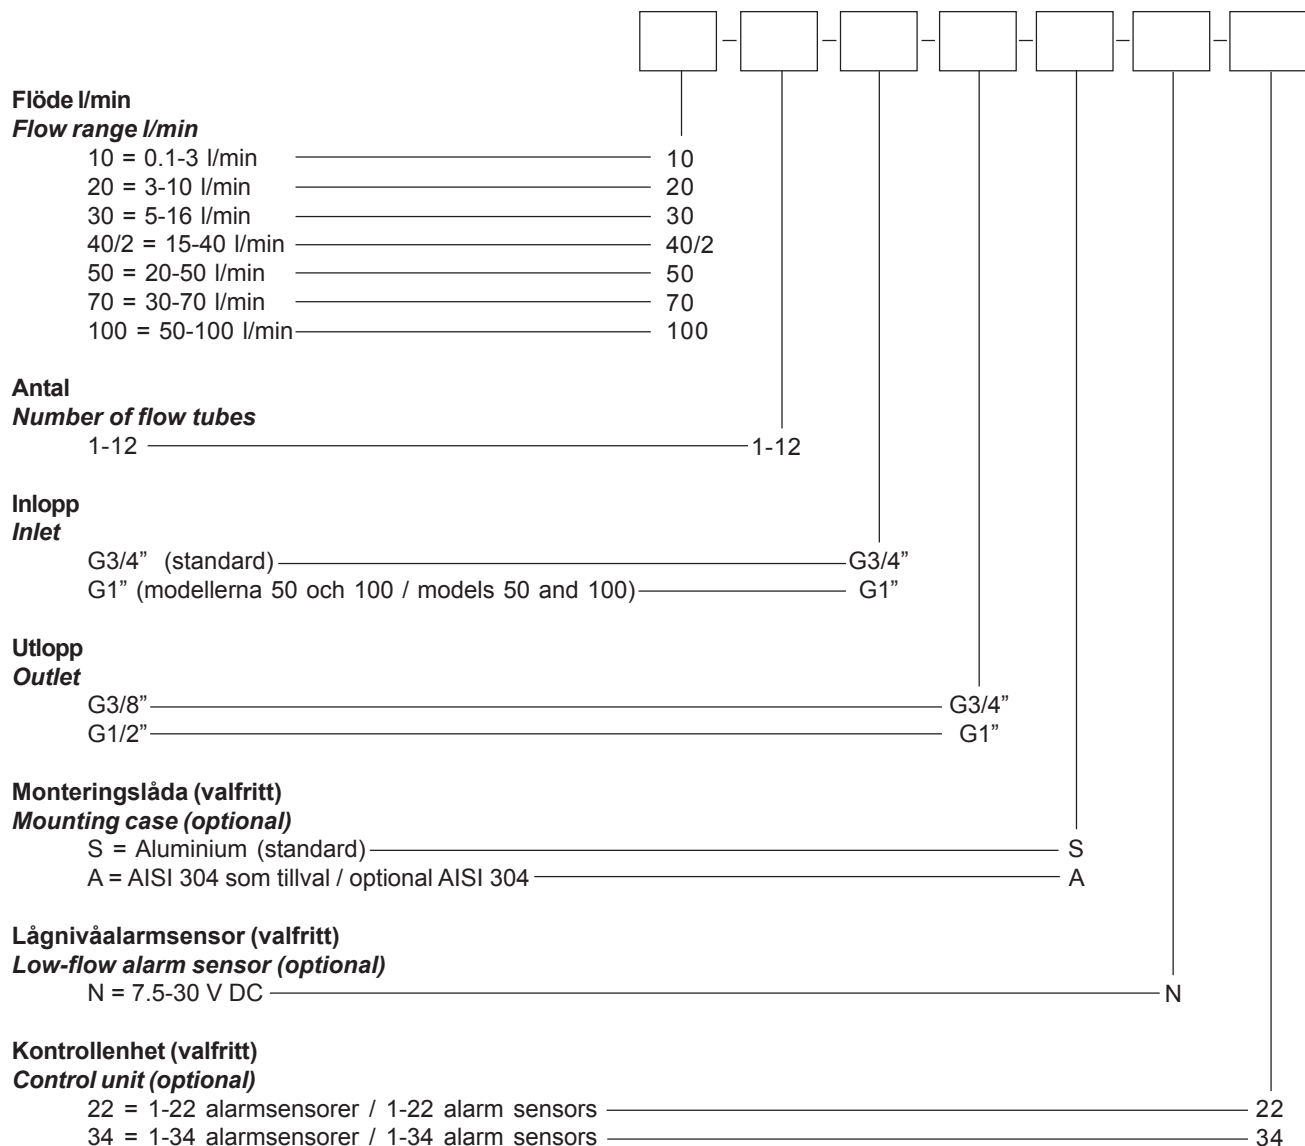 Flöde l/min
Flow range l/min
10 = 0.1-3 l/min 10
20 = 3-10 l/min 20
30 = 5-16 l/min 30
40/2 = 15-40 l/min 40/2
50 = 20-50 l/min 50
70 = 30-70 l/min 70
100 = 50-100 l/min 100
Antal
Number of flow tubes
1-12 1-12
Inlopp
Inlet
G3/4” (standard) G3/4”
G1” (modellerna 50 och 100 / models 50 and 100) G1”
Utlopp
Outlet
G3/8” G3/4”
G1/2” G1”
Monteringslåda (valfritt)
Mounting case (optional)
S = Aluminium (standard) S
A = AISI 304 som tillval / optional AISI 304 A
Lågnivåalarmsensor (valfritt)
Low-flow alarm sensor (optional)
N = 7.5-30 V DC N
Kontrollenhet (valfritt)
Control unit (optional)
22 = 1-22 alarmsensorer / 1-22 alarm sensors 22
34 = 1-34 alarmsensorer / 1-34 alarm sensors 34